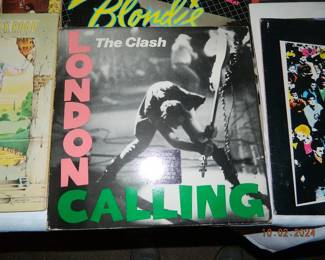 Blondie
The Clash
LONDON
CALLING
10.02.2024